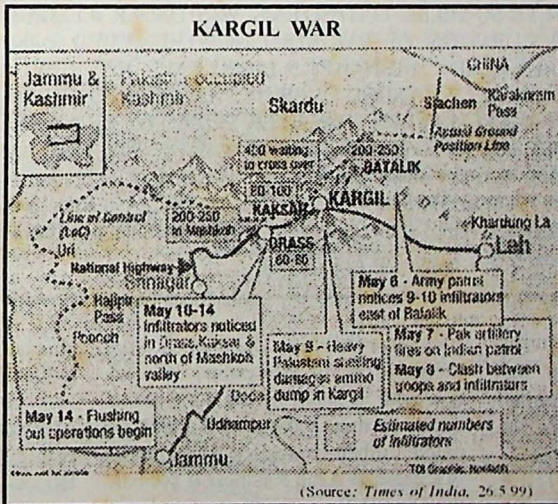 KARGIL WAR
Jammu &
Kashmir
Pakistan occupied
Kashmir
CHINA
Skardu
Siachen
Karakoram
Pass
Actual Ground
Position Line
400 waiting
to cross over
200-250
BATALIK
80-100
KAKSAR
KARGIL
Line of Control
(LoC)
200-250
in Mashkoh
Uri
DRASS
60-80
Khardung La
Leh
National Highway
Srinagar
Hajipir
Pass
Poonch
May 10-14
Infiltrators noticed
in Drass, Kaksar &
north of Mashkoh
valley
May 9 - Heavy
Pakistani shelling
damages ammo
dump in Kargil
May 6 - Army patrol
notices 9-10 infiltrators
east of Batalik
May 7 - Pak artillery
fires on Indian patrol
May 8 - Clash between
troops and infiltrators
May 14 - Flushing
out operations begin
Doda
Udhampur
Jammu
Estimated numbers
of infiltrators
TOI Graphic
(Source: Times of India, 26.5.99)